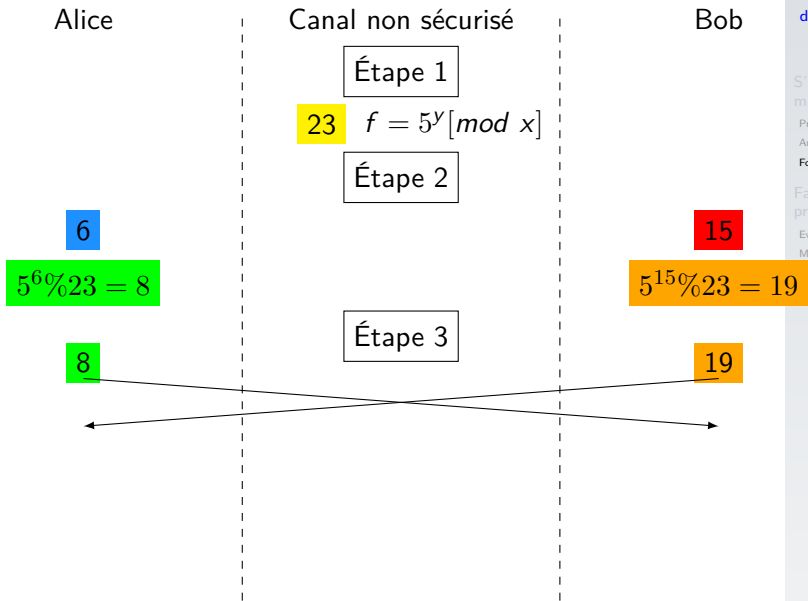 Alice Canal non sécurisé Bob
Étape 1
23 f = 5^y[mod x]
Étape 2
6 15
5^6%23 = 8 5^15%23 = 19
Étape 3
8 19